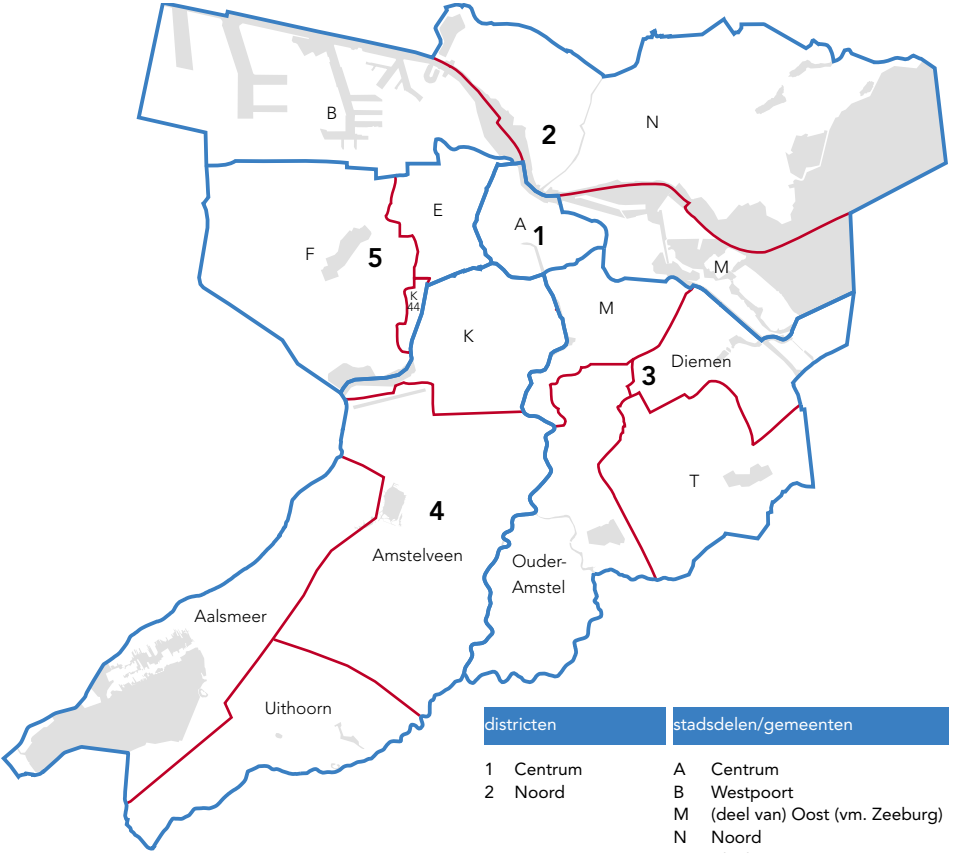 N
B
2
E
A
1
F
5
M
K
44
M
K
Diemen
3
T
4
Amstelveen
Ouder-
Amstel
Aalsmeer
Uithoorn
districten
stadsdelen/gemeenten
1 Centrum
A Centrum
2 Noord
B Westpoort
M (deel van) Oost (vm. Zeeburg)
N Noord